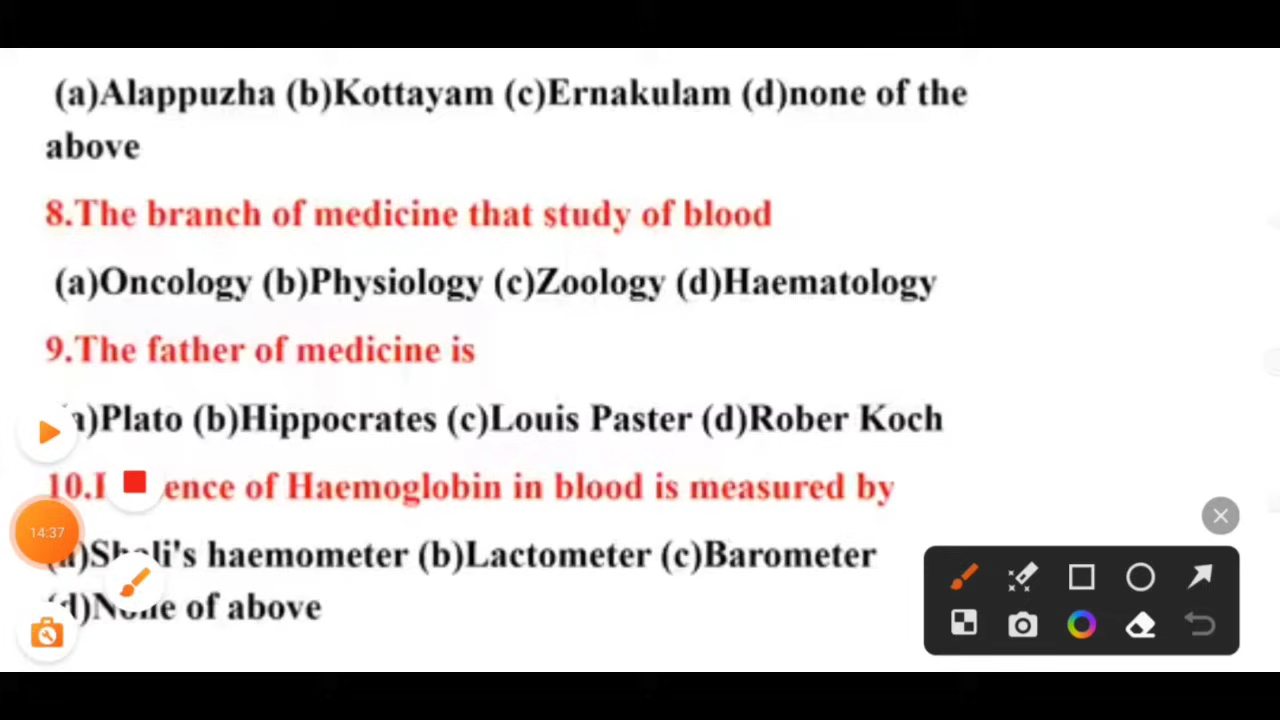 (a)Alappuzha (b)Kottayam (c)Ernakulam (d)none of the
above
8.The branch of medicine that study of blood
(a)Oncology (b)Physiology (c)Zoology (d)Haematology
9.The father of medicine is
a)Plato (b)Hippocrates (c)Louis Paster (d)Rober Koch
10. of Haemoglobin in blood is measured by
14:37
haemometer (b)Lactometer (c)Barometer
(d)None of above